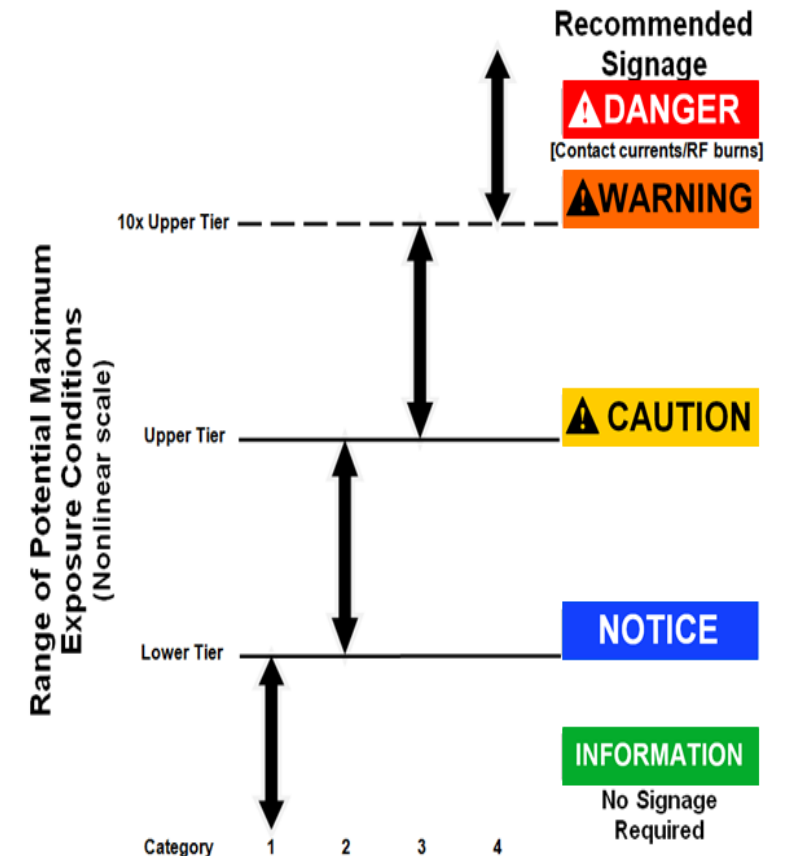 Recommended
Signage
DANGER
[Contact currents/RF burns]
WARNING
10x Upper Tier
Range of Potential Maximum
Exposure Conditions
(Nonlinear scale)
CAUTION
Upper Tier
NOTICE
Lower Tier
INFORMATION
No Signage
Required
Category 1 2 3 4